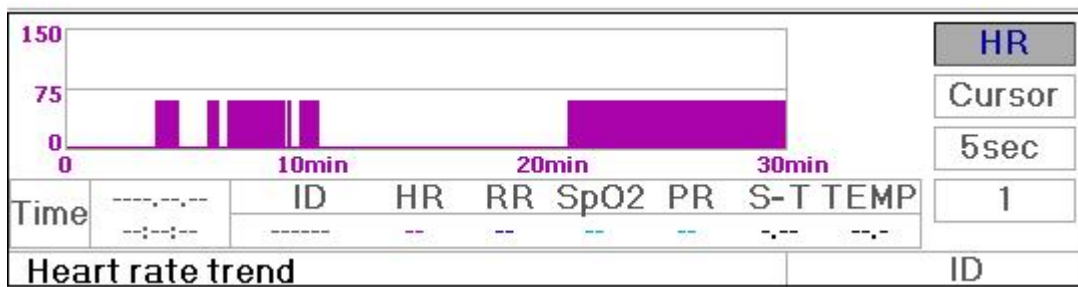 150
75
0
0 10min 20min 30min
HR
Cursor
5sec
1
Time ----.--.-- ID HR RR SpO2 PR S-T TEMP
--:--:-- ------ -- -- -- -- -.-- --.-
Heart rate trend ID